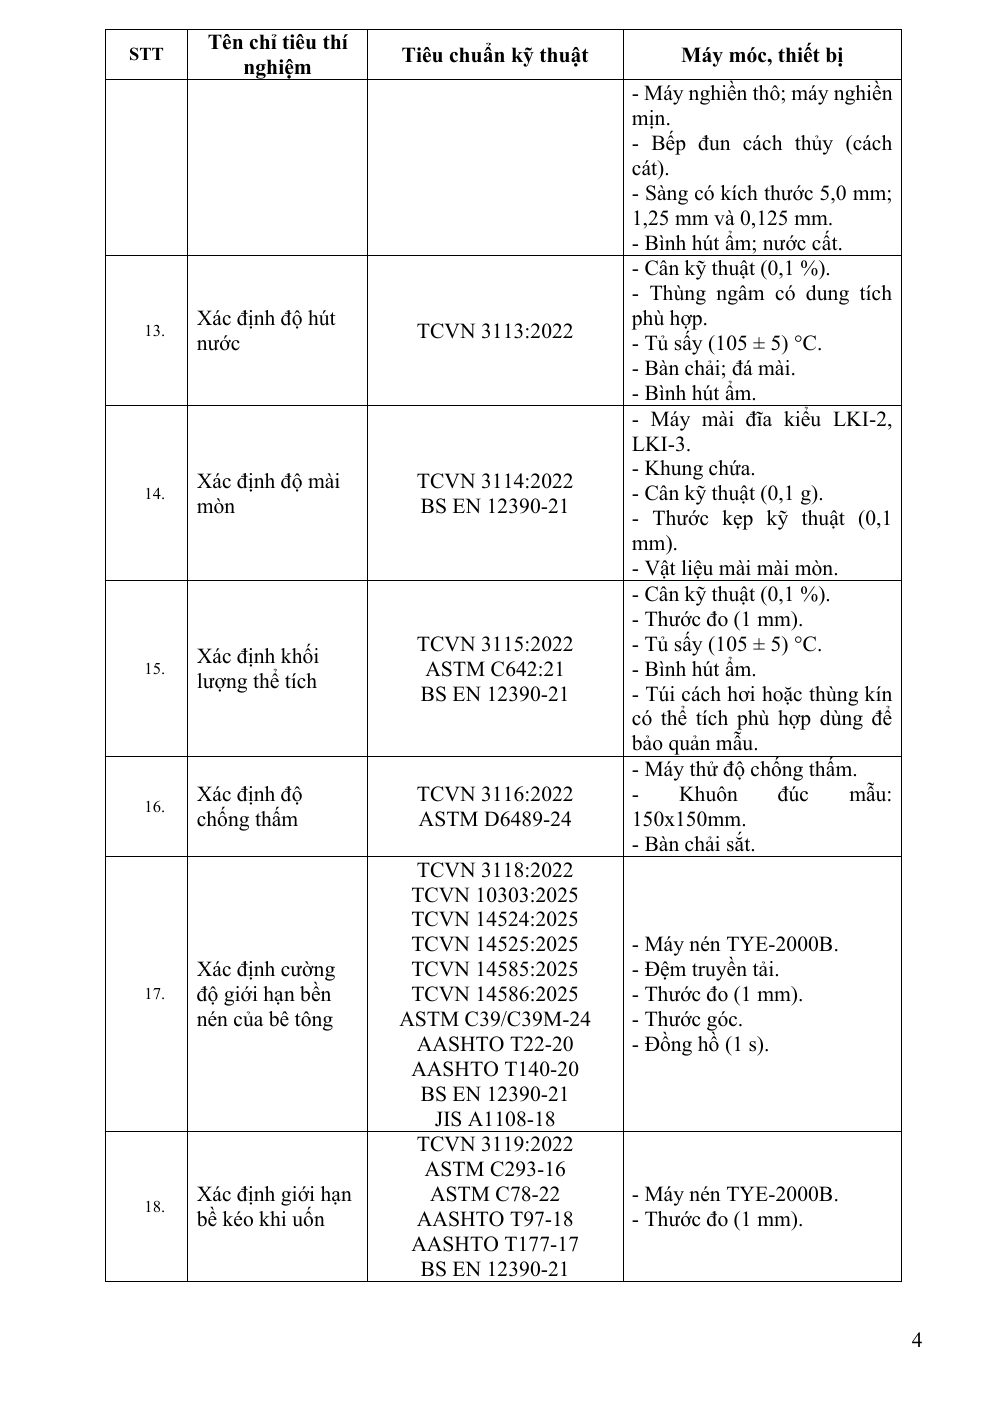 STT
Tên chỉ tiêu thí
nghiệm
Tiêu chuẩn kỹ thuật
Máy móc, thiết bị
- Máy nghiền thô; máy nghiền
mịn.
- Bếp đun cách thủy (cách
cát).
- Sàng có kích thước 5,0 mm;
1,25 mm và 0,125 mm.
- Bình hút ẩm; nước cất.
13.
Xác định độ hút
nước
TCVN 3113:2022
- Cân kỹ thuật (0,1 %).
- Thùng ngâm có dung tích
phù hợp.
- Tủ sấy (105 ± 5) °C.
- Bàn chải; đá mài.
- Bình hút ẩm.
14.
Xác định độ mài
mòn
TCVN 3114:2022
BS EN 12390-21
- Máy mài đĩa kiểu LKI-2,
LKI-3.
- Khung chứa.
- Cân kỹ thuật (0,1 g).
- Thước kẹp kỹ thuật (0,1
mm).
- Vật liệu mài mài mòn.
15.
Xác định khối
lượng thể tích
TCVN 3115:2022
ASTM C642:21
BS EN 12390-21
- Cân kỹ thuật (0,1 %).
- Thước đo (1 mm).
- Tủ sấy (105 ± 5) °C.
- Bình hút ẩm.
- Túi cách hơi hoặc thùng kín
có thể tích phù hợp dùng để
bảo quản mẫu.
16.
Xác định độ
chống thấm
TCVN 3116:2022
ASTM D6489-24
- Máy thử độ chống thấm.
- Khuôn đúc mẫu:
150x150mm.
- Bàn chải sắt.
17.
Xác định cường
độ giới hạn bền
nén của bê tông
TCVN 3118:2022
TCVN 10303:2025
TCVN 14524:2025
TCVN 14525:2025
TCVN 14585:2025
TCVN 14586:2025
ASTM C39/C39M-24
AASHTO T22-20
AASHTO T140-20
BS EN 12390-21
JIS A1108-18
- Máy nén TYE-2000B.
- Đệm truyền tải.
- Thước đo (1 mm).
- Thước góc.
- Đồng hồ (1 s).
18.
Xác định giới hạn
bề kéo khi uốn
TCVN 3119:2022
ASTM C293-16
ASTM C78-22
AASHTO T97-18
AASHTO T177-17
BS EN 12390-21
- Máy nén TYE-2000B.
- Thước đo (1 mm).
4